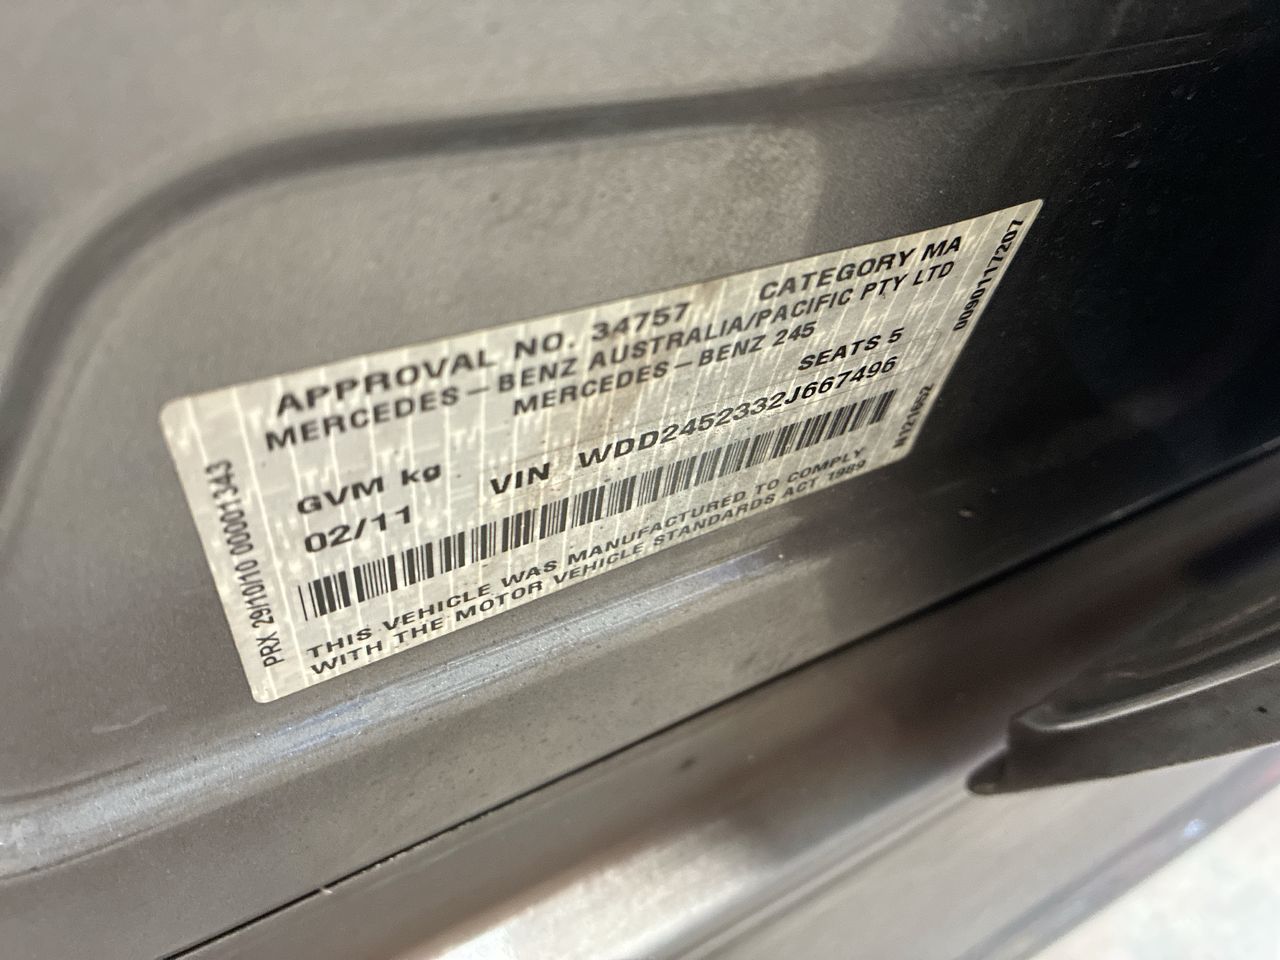 APPROVAL NO. 34757 CATEGORY MA
MERCEDES-BENZ AUSTRALIA/PACIFIC PTY LTD
MERCEDES-BENZ 245
SEATS 5
GVM kg VIN WDD2452332J667496
02/11
THIS VEHICLE WAS MANUFACTURED TO COMPLY
WITH THE MOTOR VEHICLE STANDARDS ACT 1989
PRX 29/10/10 000001343
0090117207